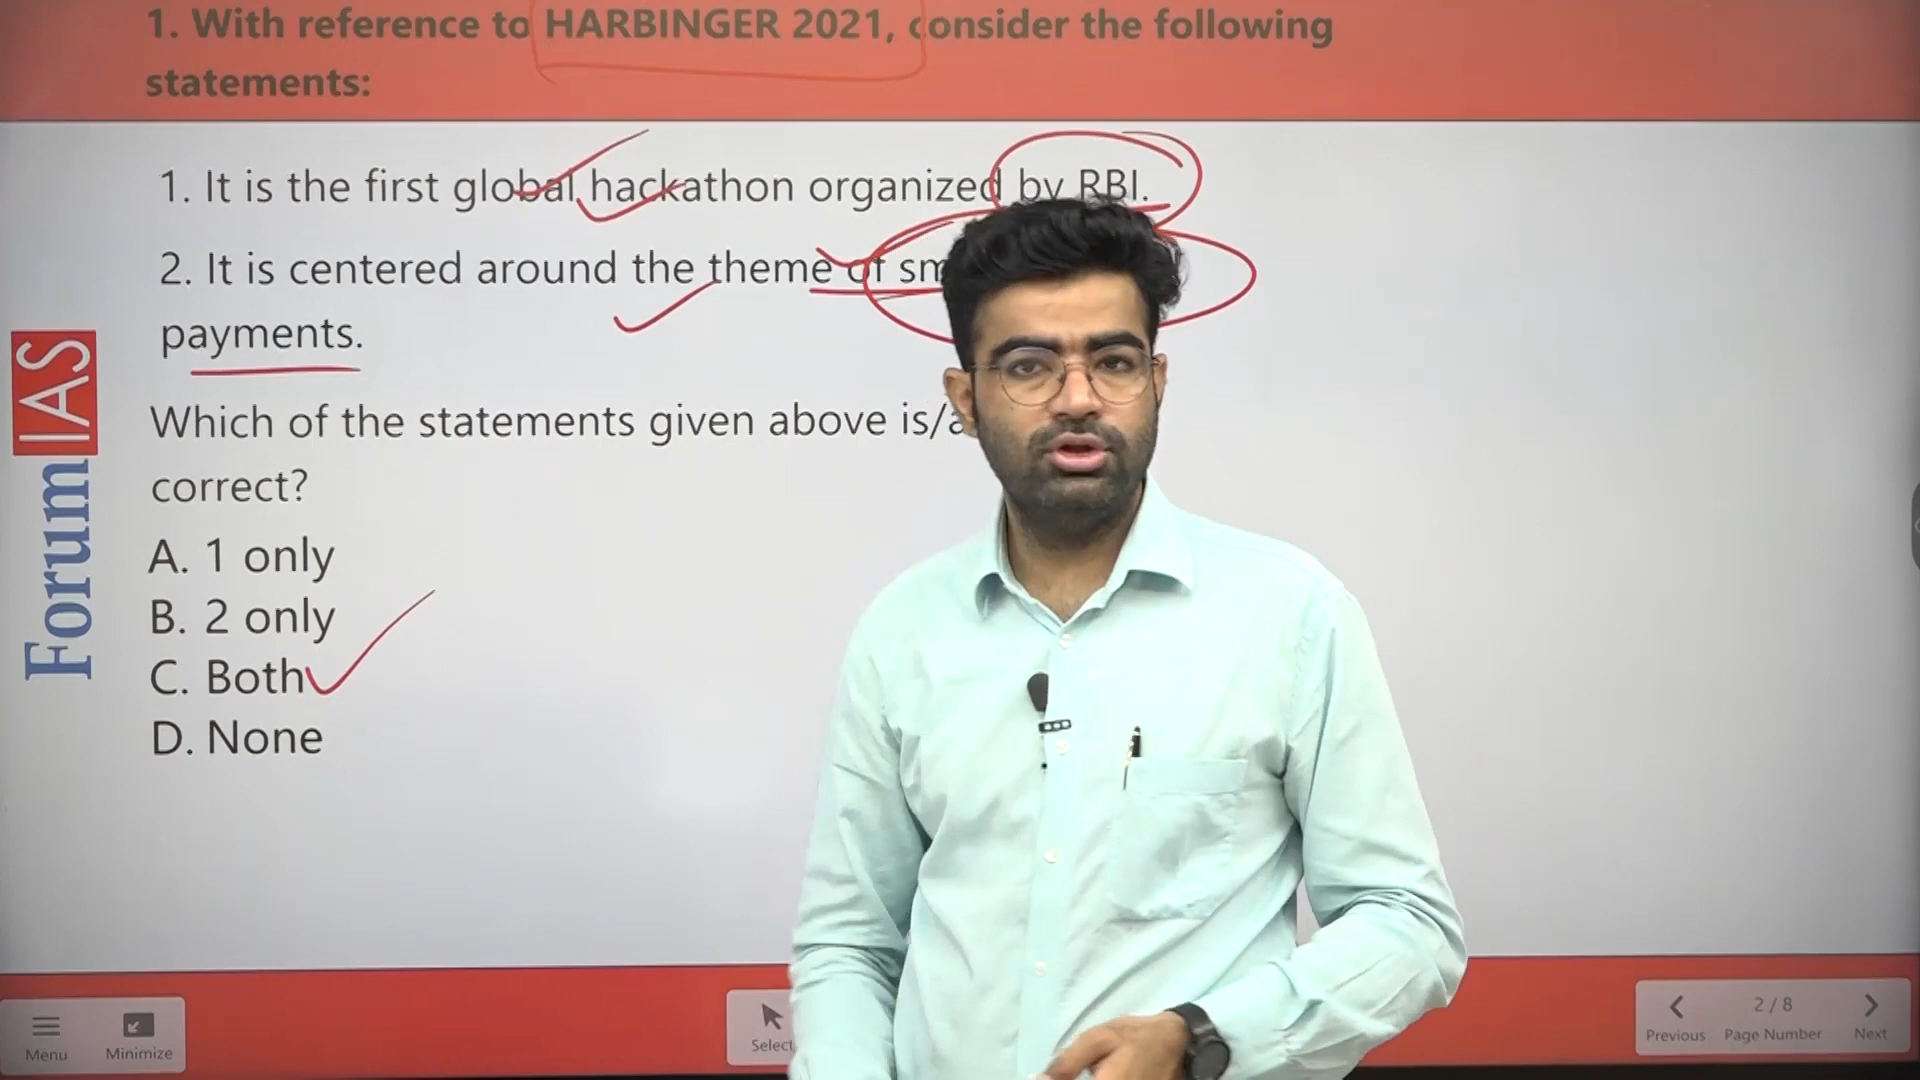 1. With reference to HARBINGER 2021, consider the following
statements:
1. It is the first global hackathon organized by RBI.
2. It is centered around the theme of
payments.
Which of the statements given above is/
correct?
A. 1 only
B. 2 only
C. Both
D. None
Forum IAS
Menu
Minimize
Select
2 / 8
Previous
Page Number
Next